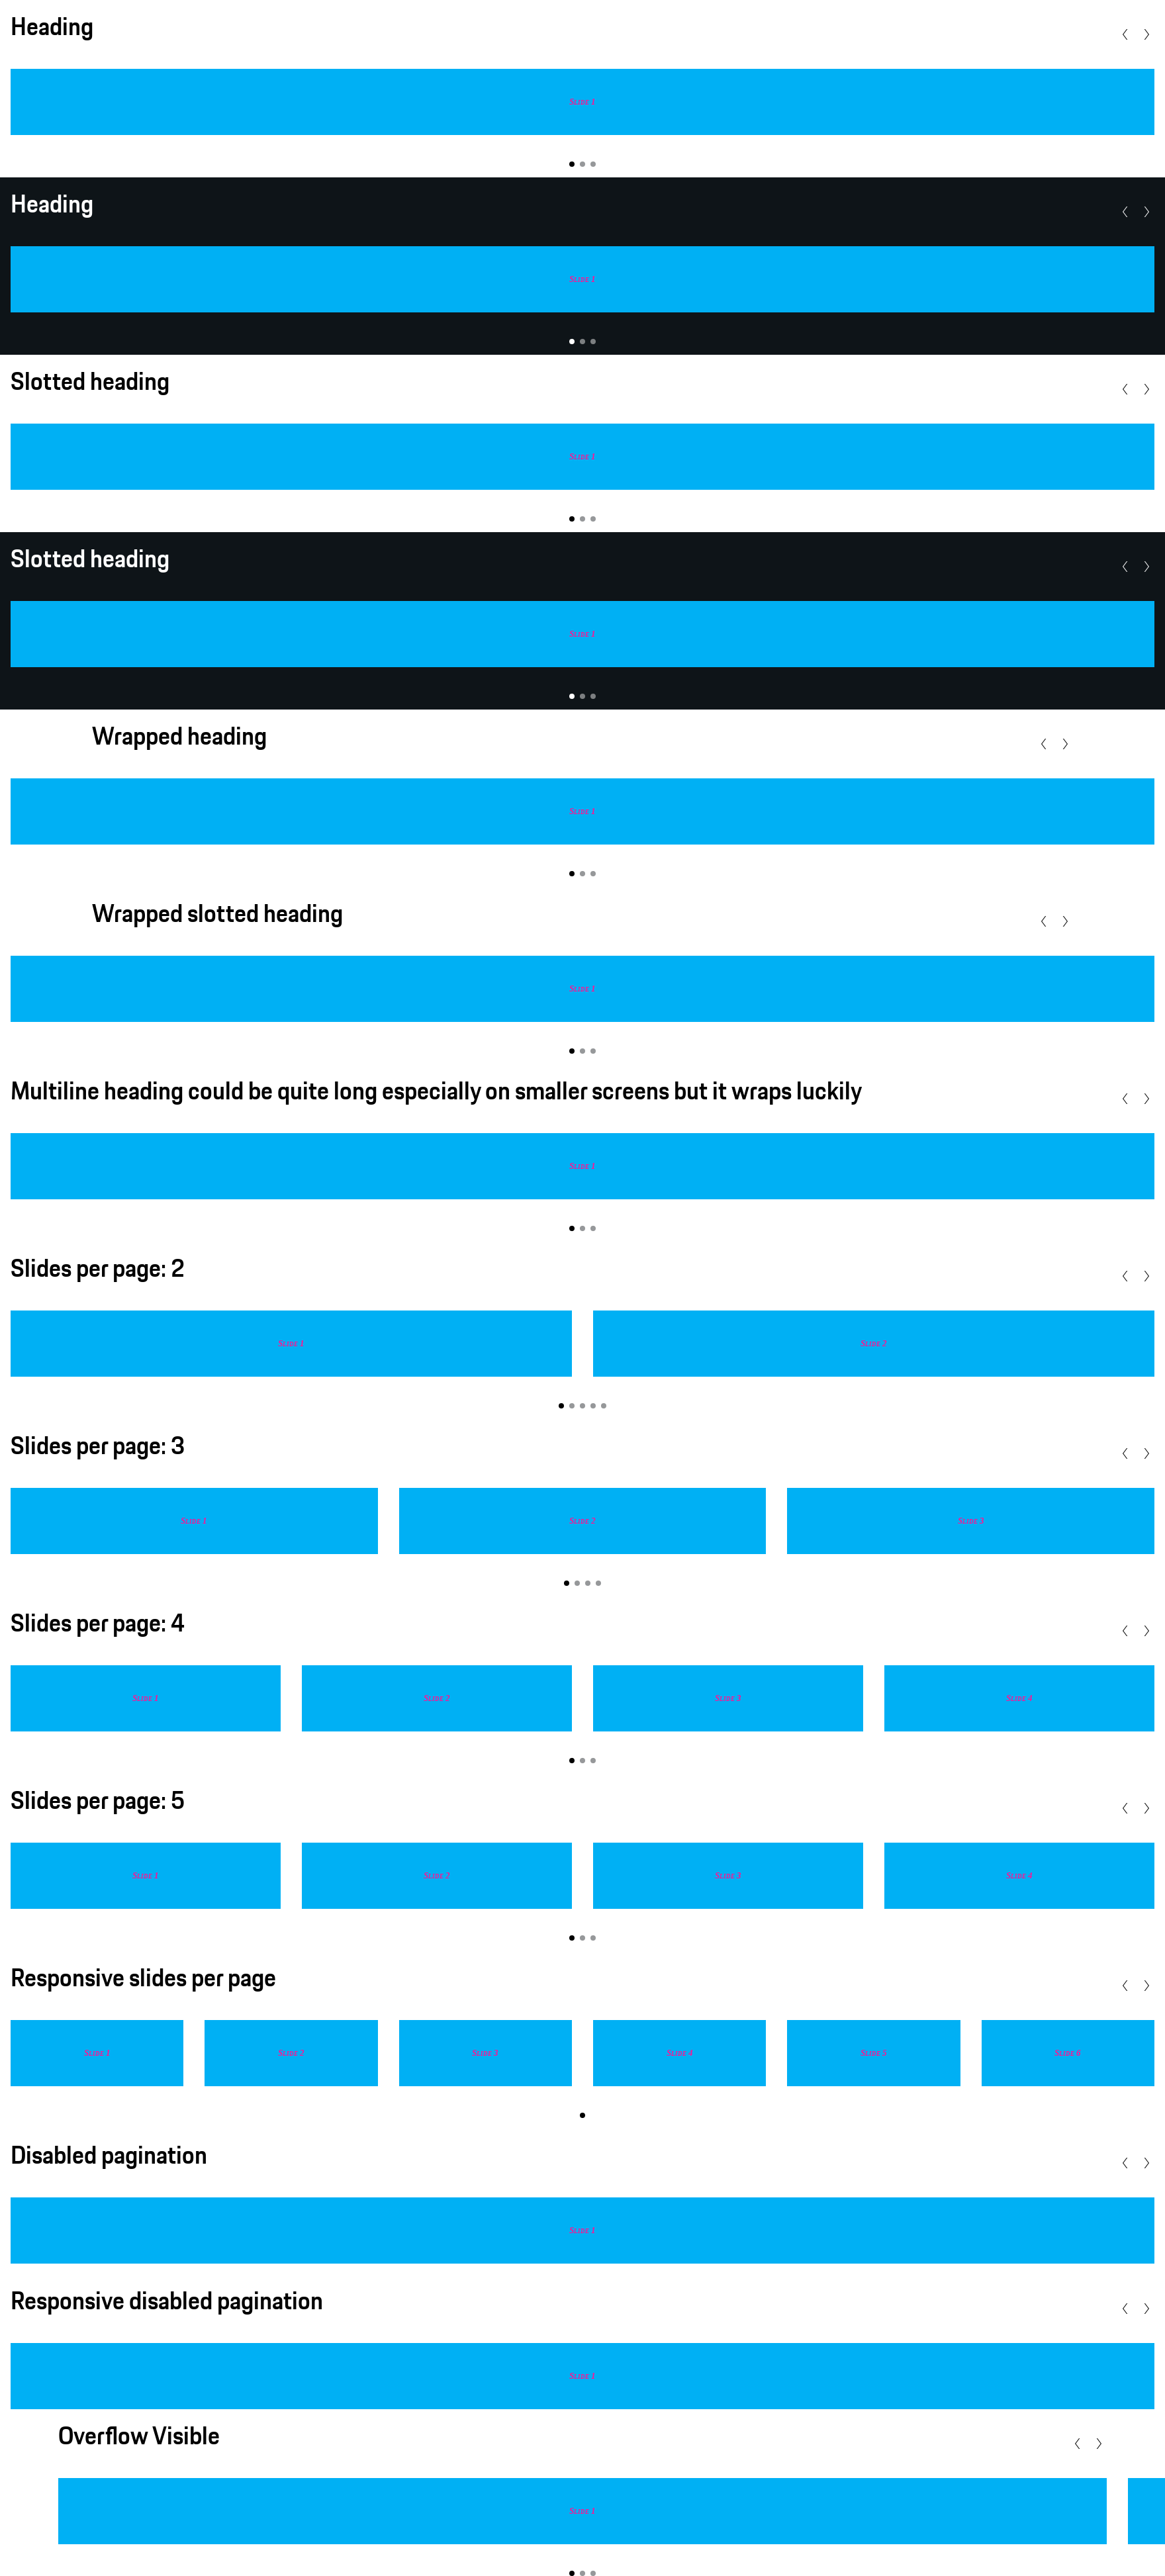 Heading
Slide 1
Heading
Slide 1
Slotted heading
Slide 1
Slotted heading
Slide 1
Wrapped heading
Slide 1
Wrapped slotted heading
Slide 1
Multiline heading could be quite long especially on smaller screens but it wraps luckily
Slide 1
Slides per page: 2
Slide 1 Slide 2
Slides per page: 3
Slide 1 Slide 2 Slide 3
Slides per page: 4
Slide 1 Slide 2 Slide 3 Slide 4
Slides per page: 5
Slide 1 Slide 2 Slide 3 Slide 4
Responsive slides per page
Slide 1 Slide 2 Slide 3 Slide 4 Slide 5 Slide 6
Disabled pagination
Slide 1
Responsive disabled pagination
Slide 1
Overflow Visible
Slide 1